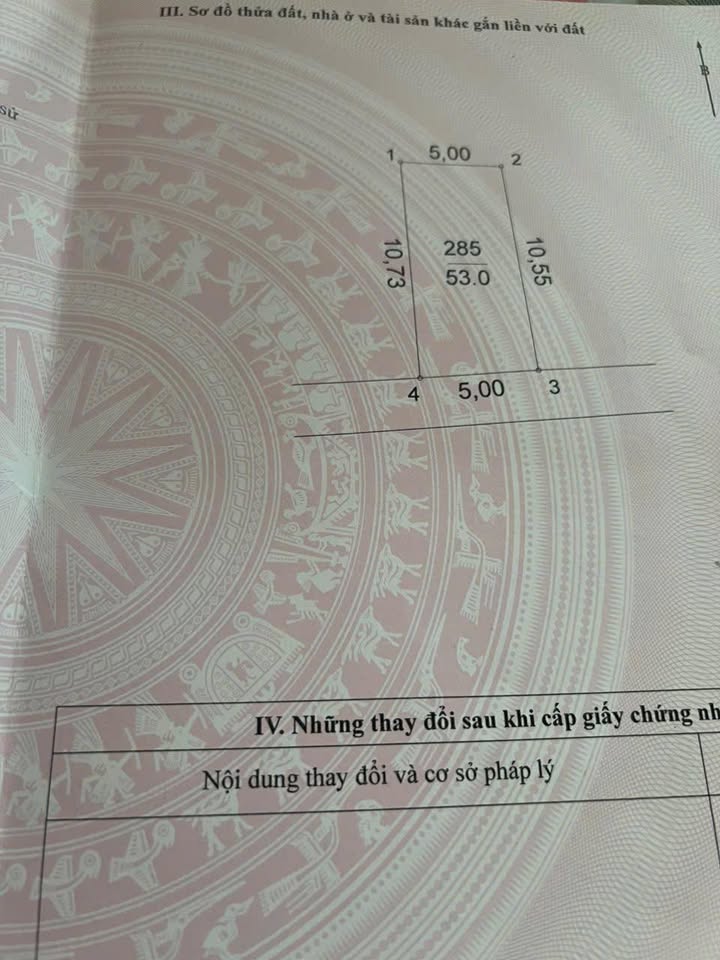 III. Sơ đồ thửa đất, nhà ở và tài sản khác gắn liền với đất
B
sử
1 5,00 2
10,73 285 10,55
53.0
4 5,00 3
IV. Những thay đổi sau khi cấp giấy chứng nh
Nội dung thay đổi và cơ sở pháp lý